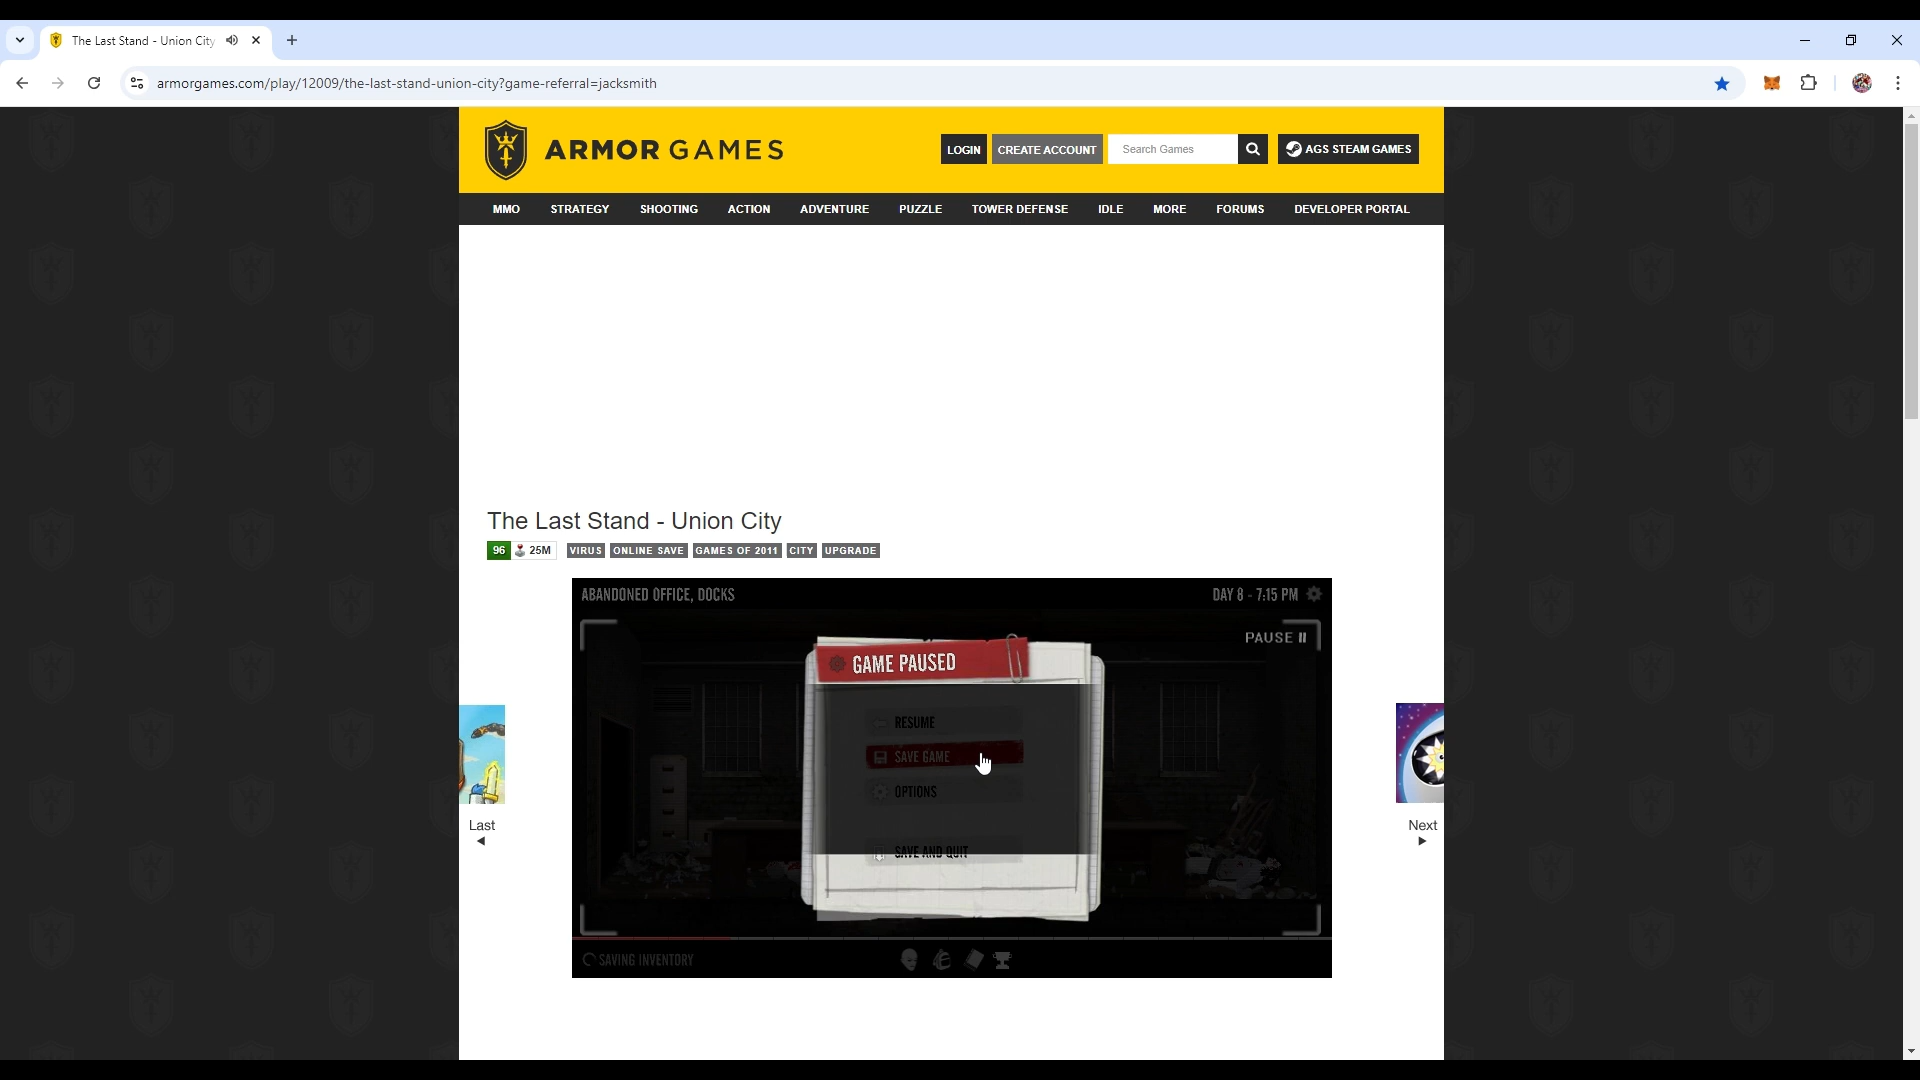 The Last Stand - Union City
armorgames.com/play/12009/the-last-stand-union-city?game-referral=jacksmith
ARMOR GAMES
LOGIN
CREATE ACCOUNT
Search Games
AGS STEAM GAMES
MMO STRATEGY SHOOTING ACTION ADVENTURE PUZZLE TOWER DEFENSE IDLE MORE FORUMS DEVELOPER PORTAL
The Last Stand - Union City
96 25M VIRUS ONLINE SAVE GAMES OF 2011 CITY UPGRADE
ABANDONED OFFICE, DOCKS
DAY 8 - 7:15 PM
PAUSE
GAME PAUSED
RESUME
SAVE GAME
OPTIONS
SAVE AND QUIT
Last
Next
SAVING INVENTORY